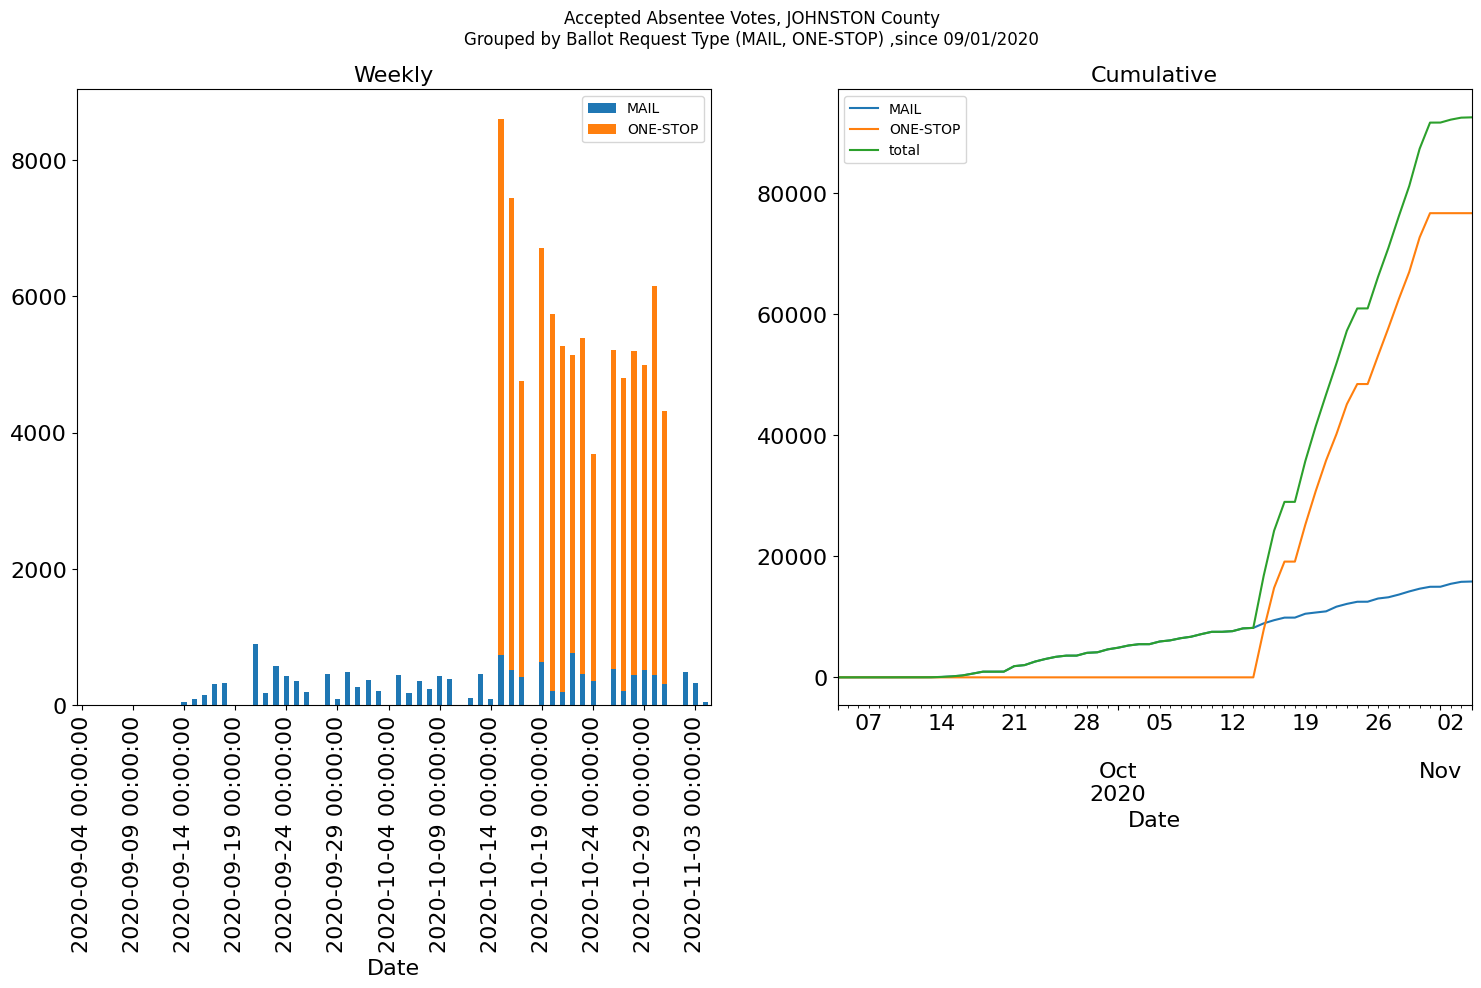 Accepted Absentee Votes, JOHNSTON County
Grouped by Ballot Request Type (MAIL, ONE-STOP) ,since 09/01/2020
Weekly
MAIL
ONE-STOP
8000
6000
4000
2000
0
2020-09-04 00:00:00
2020-09-09 00:00:00
2020-09-14 00:00:00
2020-09-19 00:00:00
2020-09-24 00:00:00
2020-09-29 00:00:00
2020-10-04 00:00:00
2020-10-09 00:00:00
2020-10-14 00:00:00
2020-10-19 00:00:00
2020-10-24 00:00:00
2020-10-29 00:00:00
2020-11-03 00:00:00
Date
Cumulative
MAIL
ONE-STOP
total
80000
60000
40000
20000
0
07 14 21 28 05 12 19 26 02
Oct Nov
2020
Date